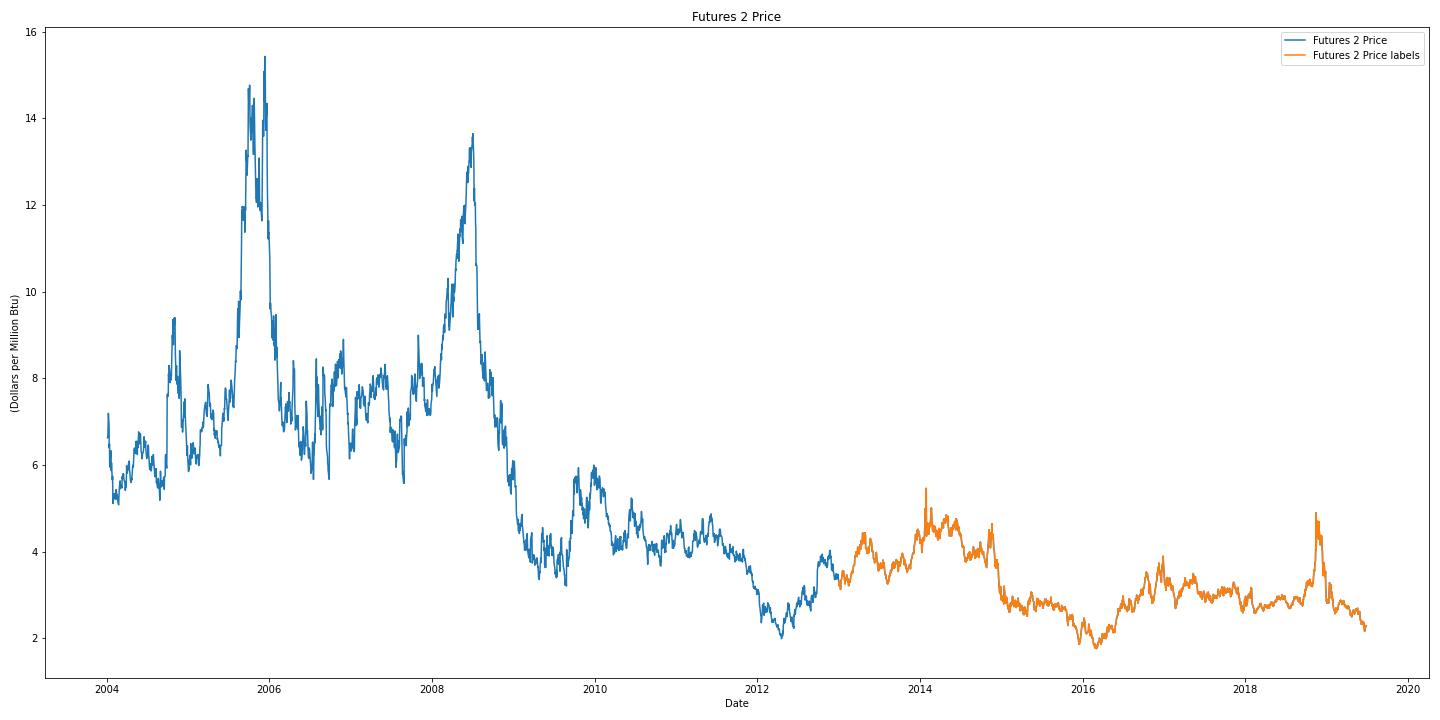 Futures 2 Price
Futures 2 Price
Futures 2 Price labels
16
14
12
10
8
6
4
2
(Dollars per Million Btu)
2004 2006 2008 2010 2012 2014 2016 2018 2020
Date